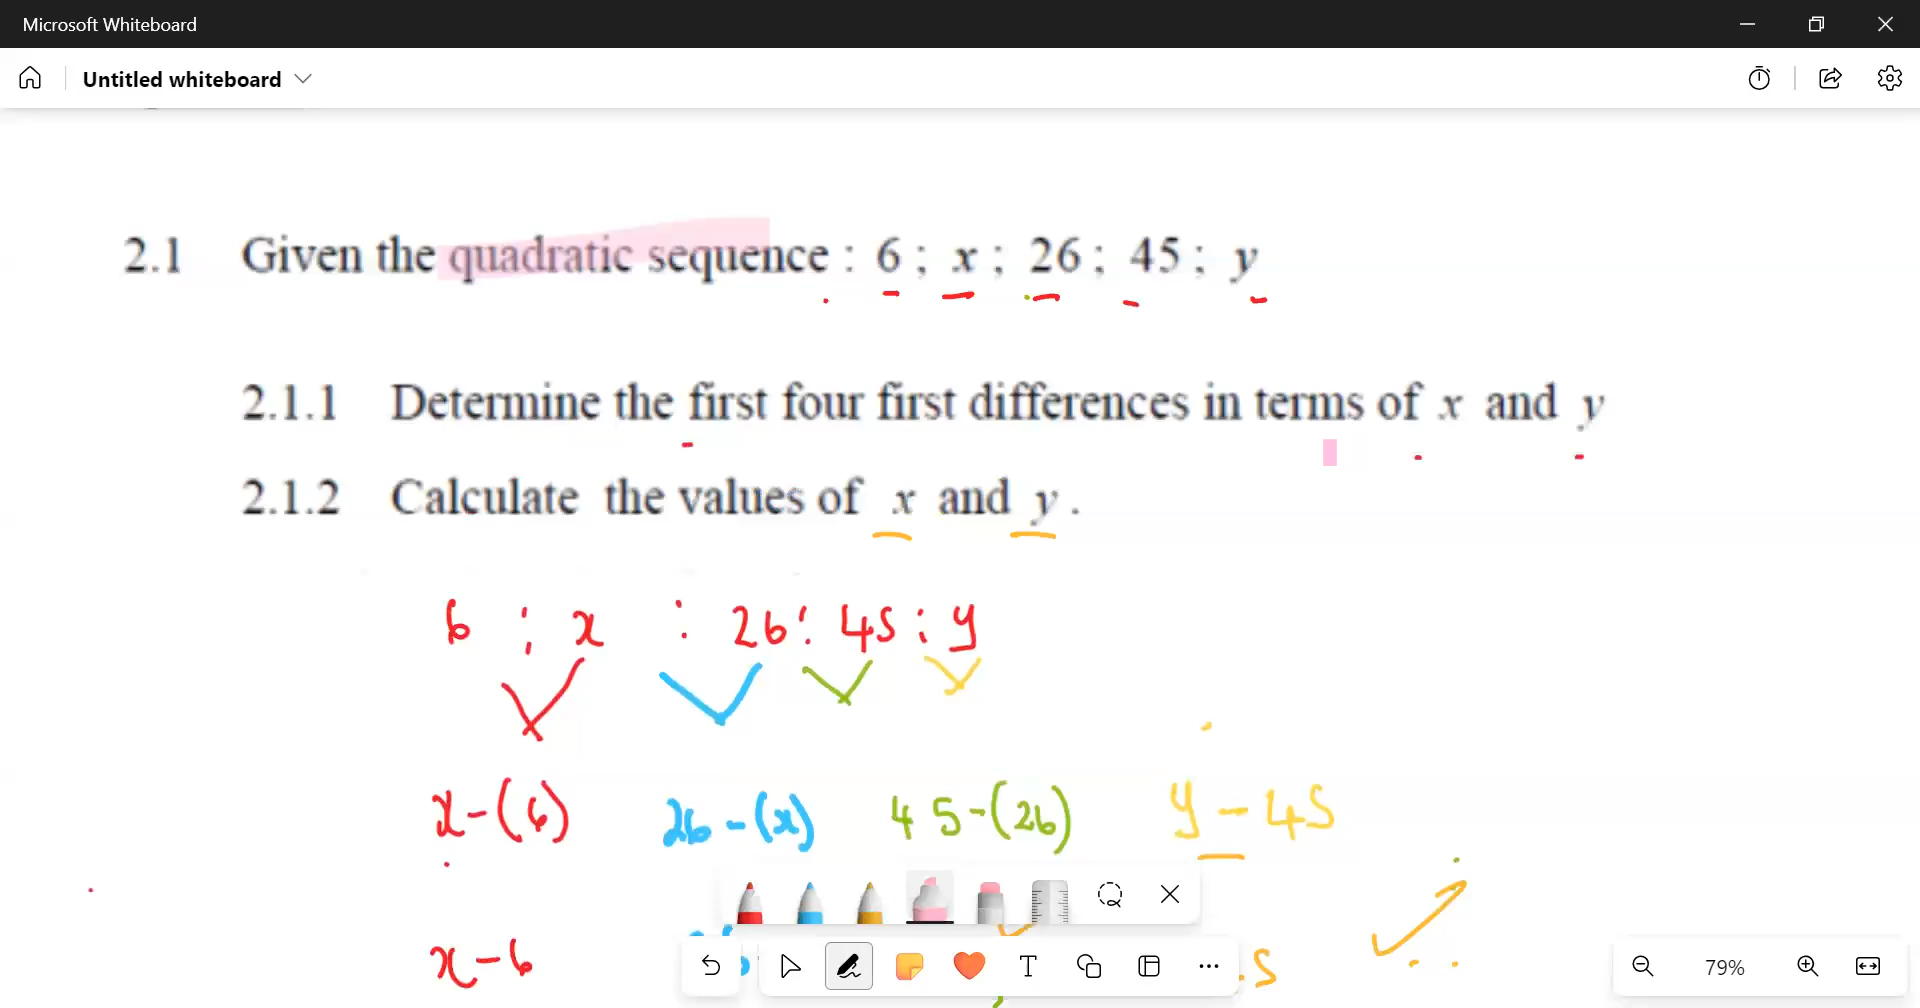 Microsoft Whiteboard
Untitled whiteboard
2.1 Given the quadratic sequence : 6 ; x ; 26 ; 45 ; y
2.1.1 Determine the first four first differences in terms of x and y
2.1.2 Calculate the values of x and y .
6 ; x : 26 : 45 ; y
x-(6) 26-(x) 45-(26) y-45
x-6
79%